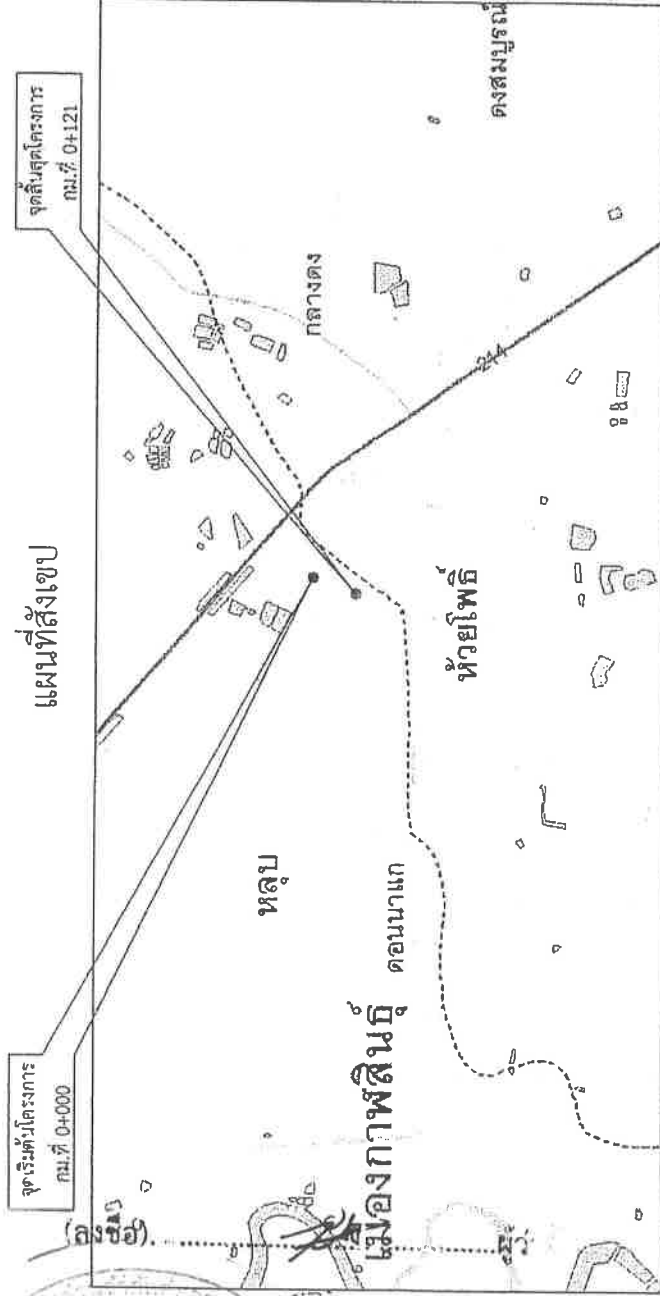 แผนที่สังเขป
จุดเริ่มต้นโครงการ
กม.ที่ 0+000
จุดสิ้นสุดโครงการ
กม.ที่ 0+121
ดงสมบูรณ์
กลางดง
หลุบ
ห้วยโพธิ์
ดอนนาแก
เมืองกาฬสินธุ์
(ลงชื่อ)